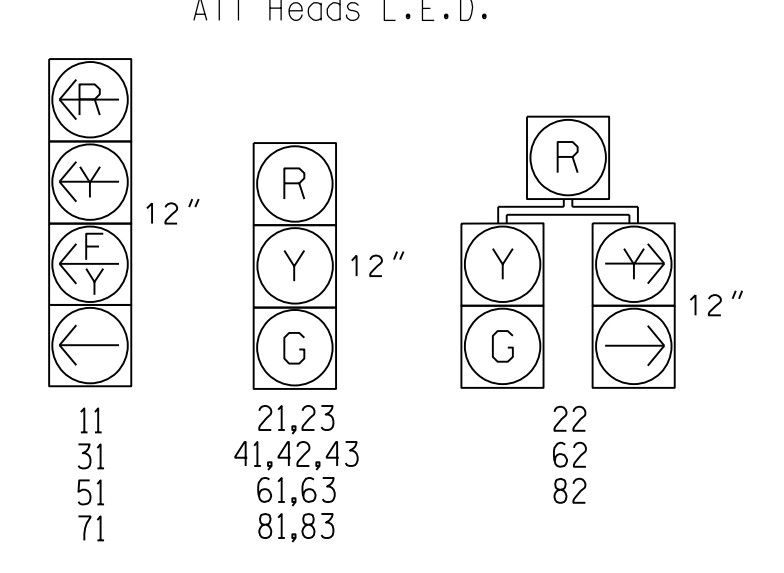 All Heads L.E.D.
R
Y
F
Y
12"
11
31
51
71
R
Y
G
12"
21,23
41,42,43
61,63
81,83
R
Y
Y
G
12"
22
62
82